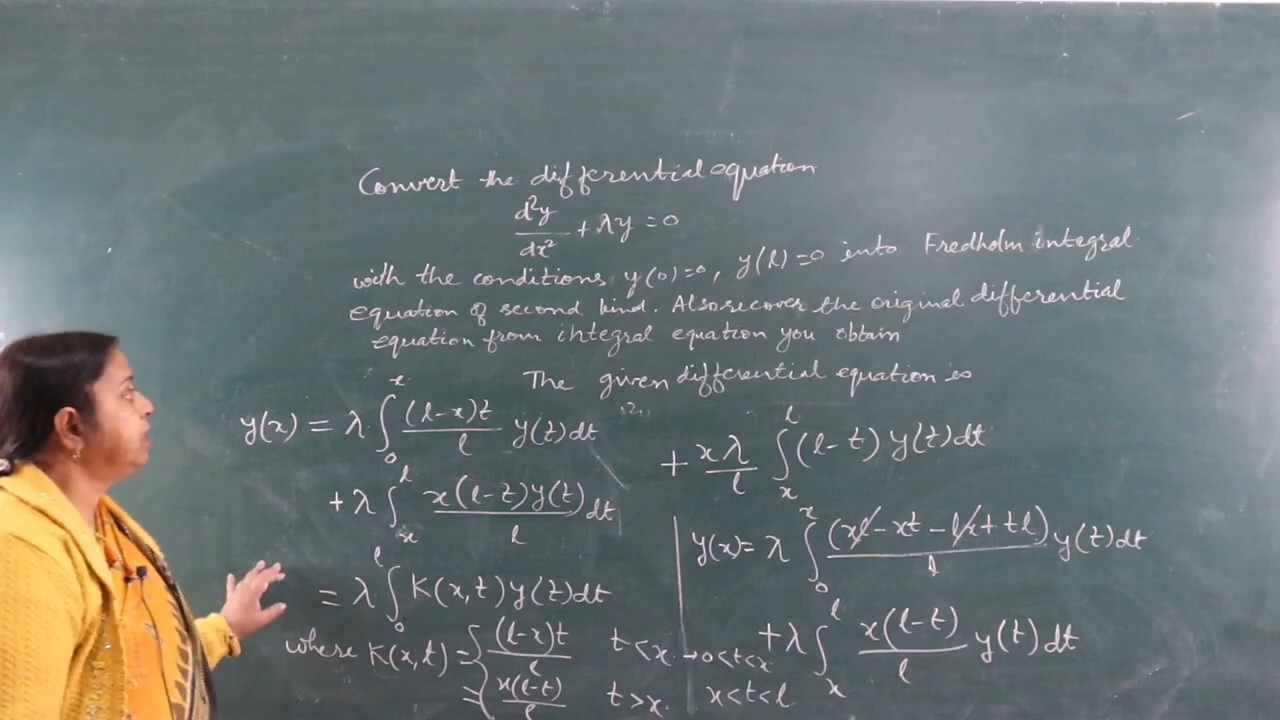 Convert the differential equation
d²y/dx² + λy = 0
with the conditions y(0)=0, y(l)=0 into Fredholm integral
equation of second kind. Also recover the original differential
equation from integral equation you obtain
The given differential equation is
y(x) = λ ∫₀ˣ (l-x)t/l y(t)dt
+ λ ∫ₓˡ x(l-t)y(t)/l dt
= λ ∫₀ˡ K(x,t)y(t)dt
where K(x,t) = { (l-x)t/l t<x → 0<t<x
= { x(l-t)/l t>x x<t<l
+ xλ/l ∫ₓˡ (l-t) y(t)dt
y(x) = λ ∫₀ˣ (xl - xt - lx + tl)/l y(t)dt
+ λ ∫ₓˡ x(l-t)/l y(t)dt